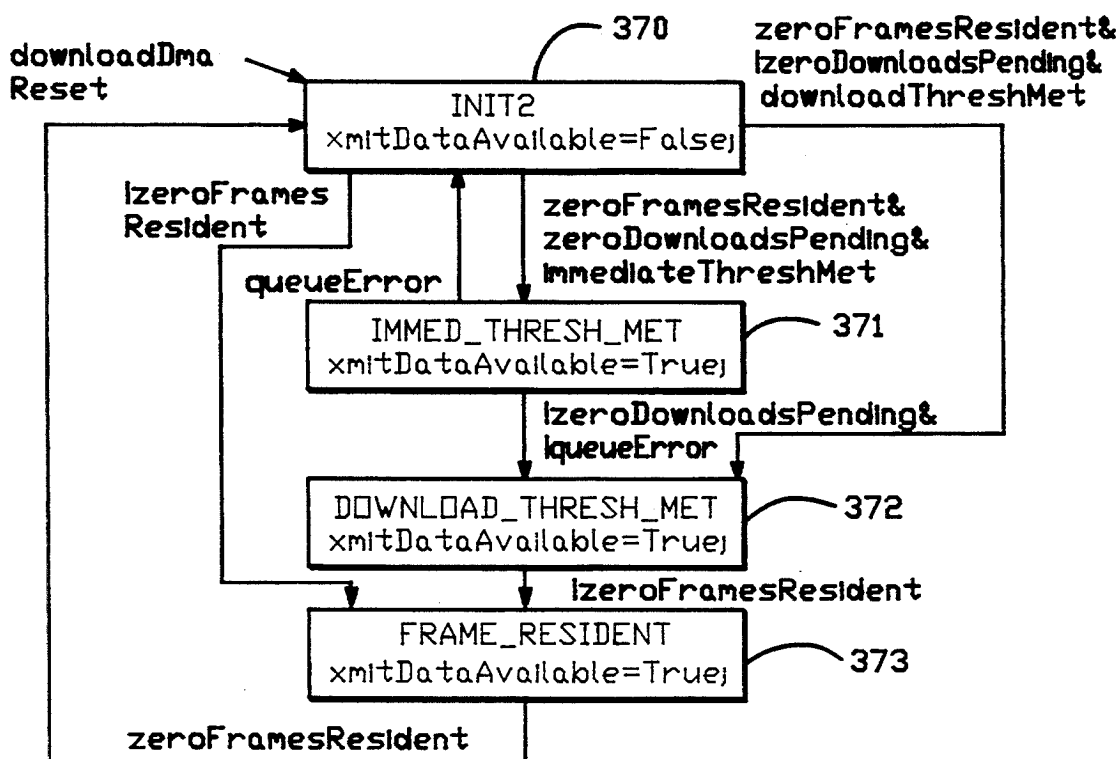 370
zeroFramesResident&
!zeroDownloadsPending&
downloadThreshMet
downloadDma
Reset
INIT2
xmitDataAvailable=False;
!zeroFrames
Resident
zeroFramesResident&
zeroDownloadsPending&
immediateThreshMet
queueError
IMMED_THRESH_MET
xmitDataAvailable=True;
371
!zeroDownloadsPending&
!queueError
DOWNLOAD_THRESH_MET
xmitDataAvailable=True;
372
!zeroFramesResident
FRAME_RESIDENT
xmitDataAvailable=True;
373
zeroFramesResident